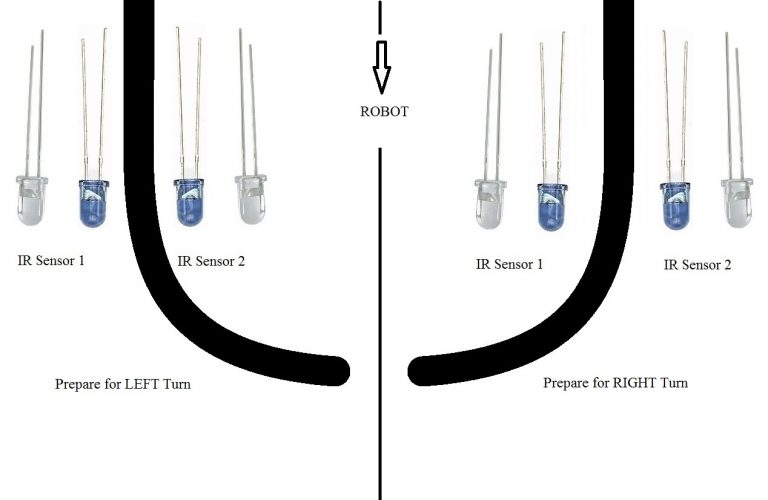 ROBOT
IR Sensor 1
IR Sensor 2
Prepare for LEFT Turn
IR Sensor 1
IR Sensor 2
Prepare for RIGHT Turn